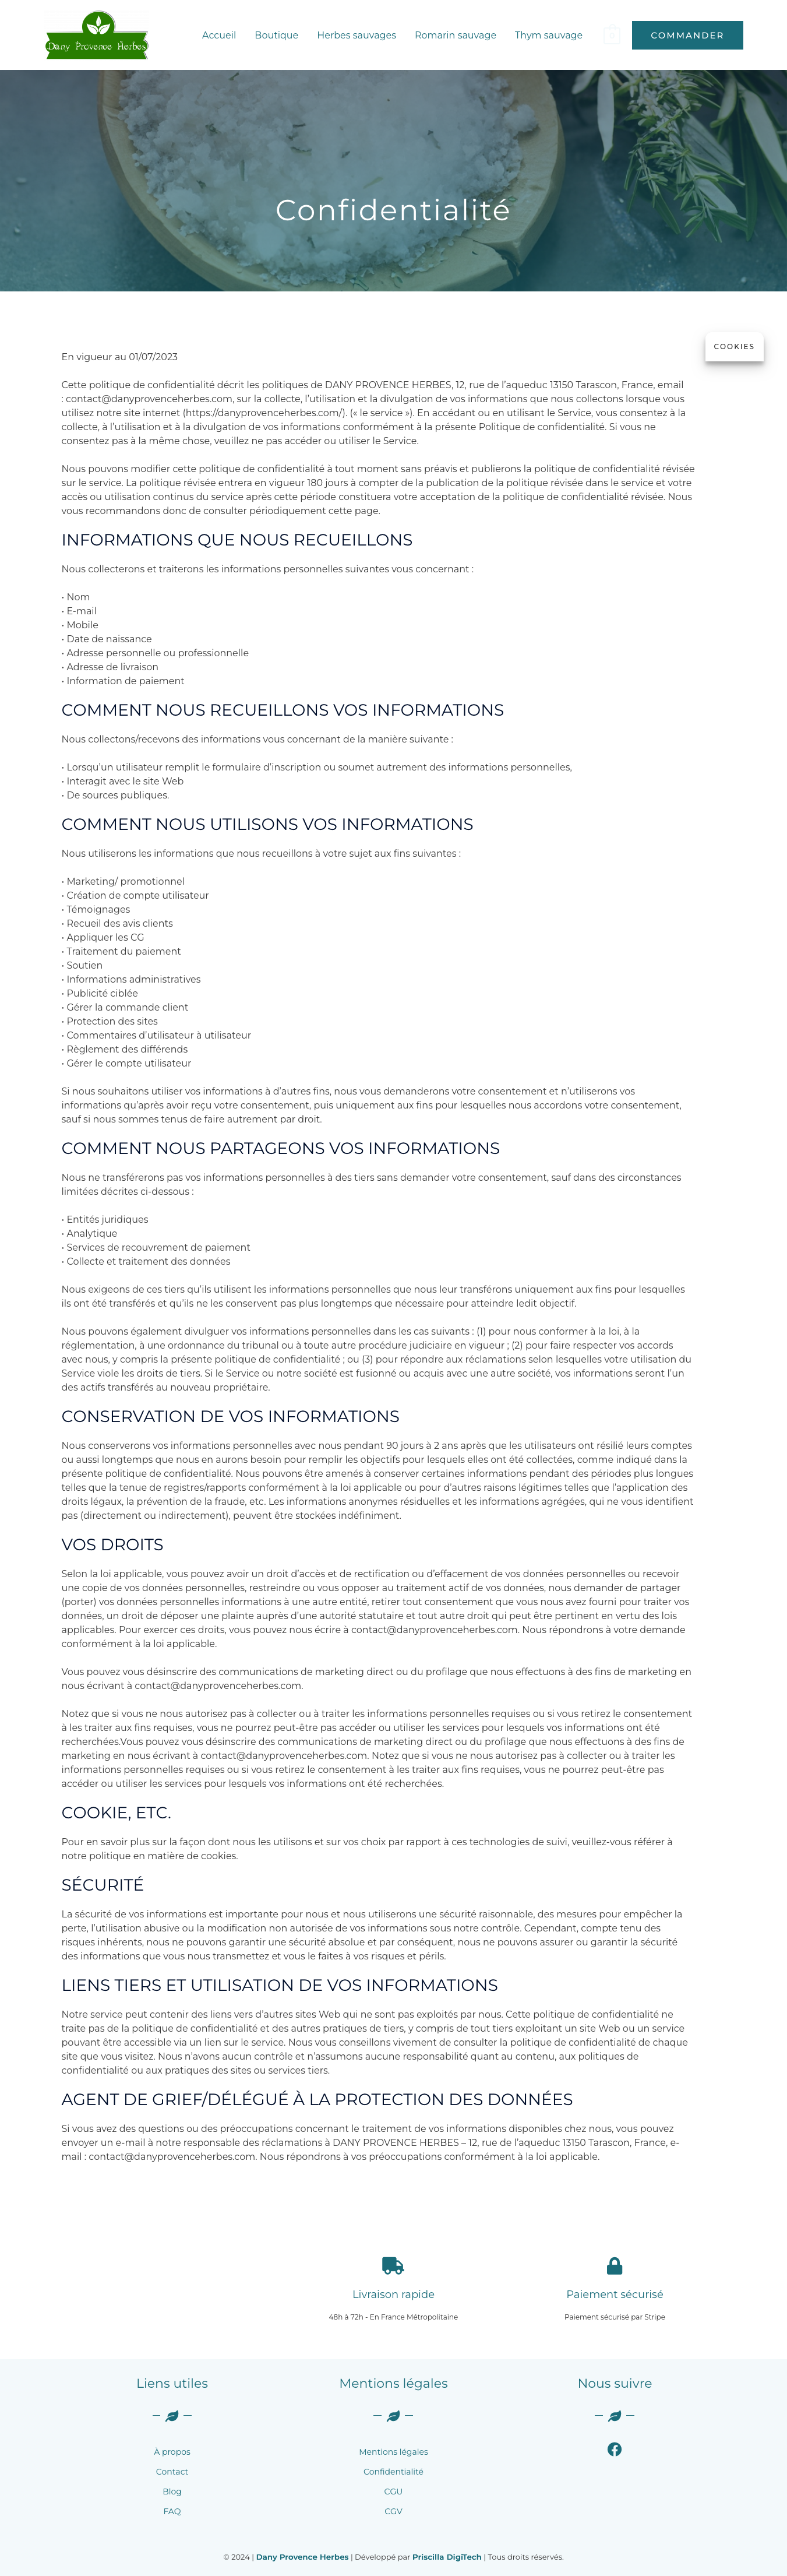 Dany Provence Herbes
Accueil Boutique Herbes sauvages Romarin sauvage Thym sauvage COMMANDER
Confidentialité
COOKIES
En vigueur au 01/07/2023
Cette politique de confidentialité décrit les politiques de DANY PROVENCE HERBES, 12, rue de l’aqueduc 13150 Tarascon, France, email
: contact@danyprovenceherbes.com, sur la collecte, l’utilisation et la divulgation de vos informations que nous collectons lorsque vous
utilisez notre site internet (https://danyprovenceherbes.com/). (« le service »). En accédant ou en utilisant le Service, vous consentez à la
collecte, à l’utilisation et à la divulgation de vos informations conformément à la présente Politique de confidentialité. Si vous ne
consentez pas à la même chose, veuillez ne pas accéder ou utiliser le Service.
Nous pouvons modifier cette politique de confidentialité à tout moment sans préavis et publierons la politique de confidentialité révisée
sur le service. La politique révisée entrera en vigueur 180 jours à compter de la publication de la politique révisée dans le service et votre
accès ou utilisation continus du service après cette période constituera votre acceptation de la politique de confidentialité révisée. Nous
vous recommandons donc de consulter périodiquement cette page.
INFORMATIONS QUE NOUS RECUEILLONS
Nous collecterons et traiterons les informations personnelles suivantes vous concernant :
• Nom
• E-mail
• Mobile
• Date de naissance
• Adresse personnelle ou professionnelle
• Adresse de livraison
• Information de paiement
COMMENT NOUS RECUEILLONS VOS INFORMATIONS
Nous collectons/recevons des informations vous concernant de la manière suivante :
• Lorsqu’un utilisateur remplit le formulaire d’inscription ou soumet autrement des informations personnelles,
• Interagit avec le site Web
• De sources publiques.
COMMENT NOUS UTILISONS VOS INFORMATIONS
Nous utiliserons les informations que nous recueillons à votre sujet aux fins suivantes :
• Marketing/ promotionnel
• Création de compte utilisateur
• Témoignages
• Recueil des avis clients
• Appliquer les CG
• Traitement du paiement
• Soutien
• Informations administratives
• Publicité ciblée
• Gérer la commande client
• Protection des sites
• Commentaires d’utilisateur à utilisateur
• Règlement des différends
• Gérer le compte utilisateur
Si nous souhaitons utiliser vos informations à d’autres fins, nous vous demanderons votre consentement et n’utiliserons vos
informations qu’après avoir reçu votre consentement, puis uniquement aux fins pour lesquelles nous accordons votre consentement,
sauf si nous sommes tenus de faire autrement par droit.
COMMENT NOUS PARTAGEONS VOS INFORMATIONS
Nous ne transférerons pas vos informations personnelles à des tiers sans demander votre consentement, sauf dans des circonstances
limitées décrites ci-dessous :
• Entités juridiques
• Analytique
• Services de recouvrement de paiement
• Collecte et traitement des données
Nous exigeons de ces tiers qu’ils utilisent les informations personnelles que nous leur transférons uniquement aux fins pour lesquelles
ils ont été transférés et qu’ils ne les conservent pas plus longtemps que nécessaire pour atteindre ledit objectif.
Nous pouvons également divulguer vos informations personnelles dans les cas suivants : (1) pour nous conformer à la loi, à la
réglementation, à une ordonnance du tribunal ou à toute autre procédure judiciaire en vigueur ; (2) pour faire respecter vos accords
avec nous, y compris la présente politique de confidentialité ; ou (3) pour répondre aux réclamations selon lesquelles votre utilisation du
Service viole les droits de tiers. Si le Service ou notre société est fusionné ou acquis avec une autre société, vos informations seront l’un
des actifs transférés au nouveau propriétaire.
CONSERVATION DE VOS INFORMATIONS
Nous conserverons vos informations personnelles avec nous pendant 90 jours à 2 ans après que les utilisateurs ont résilié leurs comptes
ou aussi longtemps que nous en aurons besoin pour remplir les objectifs pour lesquels elles ont été collectées, comme indiqué dans la
présente politique de confidentialité. Nous pouvons être amenés à conserver certaines informations pendant des périodes plus longues
telles que la tenue de registres/rapports conformément à la loi applicable ou pour d’autres raisons légitimes telles que l’application des
droits légaux, la prévention de la fraude, etc. Les informations anonymes résiduelles et les informations agrégées, qui ne vous identifient
pas (directement ou indirectement), peuvent être stockées indéfiniment.
VOS DROITS
Selon la loi applicable, vous pouvez avoir un droit d’accès et de rectification ou d’effacement de vos données personnelles ou recevoir
une copie de vos données personnelles, restreindre ou vous opposer au traitement actif de vos données, nous demander de partager
(porter) vos données personnelles informations à une autre entité, retirer tout consentement que vous nous avez fourni pour traiter vos
données, un droit de déposer une plainte auprès d’une autorité statutaire et tout autre droit qui peut être pertinent en vertu des lois
applicables. Pour exercer ces droits, vous pouvez nous écrire à contact@danyprovenceherbes.com. Nous répondrons à votre demande
conformément à la loi applicable.
Vous pouvez vous désinscrire des communications de marketing direct ou du profilage que nous effectuons à des fins de marketing en
nous écrivant à contact@danyprovenceherbes.com.
Notez que si vous ne nous autorisez pas à collecter ou à traiter les informations personnelles requises ou si vous retirez le consentement
à les traiter aux fins requises, vous ne pourrez peut-être pas accéder ou utiliser les services pour lesquels vos informations ont été
recherchées.Vous pouvez vous désinscrire des communications de marketing direct ou du profilage que nous effectuons à des fins de
marketing en nous écrivant à contact@danyprovenceherbes.com. Notez que si vous ne nous autorisez pas à collecter ou à traiter les
informations personnelles requises ou si vous retirez le consentement à les traiter aux fins requises, vous ne pourrez peut-être pas
accéder ou utiliser les services pour lesquels vos informations ont été recherchées.
COOKIE, ETC.
Pour en savoir plus sur la façon dont nous les utilisons et sur vos choix par rapport à ces technologies de suivi, veuillez-vous référer à
notre politique en matière de cookies.
SÉCURITÉ
La sécurité de vos informations est importante pour nous et nous utiliserons une sécurité raisonnable, des mesures pour empêcher la
perte, l’utilisation abusive ou la modification non autorisée de vos informations sous notre contrôle. Cependant, compte tenu des
risques inhérents, nous ne pouvons garantir une sécurité absolue et par conséquent, nous ne pouvons assurer ou garantir la sécurité
des informations que vous nous transmettez et vous le faites à vos risques et périls.
LIENS TIERS ET UTILISATION DE VOS INFORMATIONS
Notre service peut contenir des liens vers d’autres sites Web qui ne sont pas exploités par nous. Cette politique de confidentialité ne
traite pas de la politique de confidentialité et des autres pratiques de tiers, y compris de tout tiers exploitant un site Web ou un service
pouvant être accessible via un lien sur le service. Nous vous conseillons vivement de consulter la politique de confidentialité de chaque
site que vous visitez. Nous n’avons aucun contrôle et n’assumons aucune responsabilité quant au contenu, aux politiques de
confidentialité ou aux pratiques des sites ou services tiers.
AGENT DE GRIEF/DÉLÉGUÉ À LA PROTECTION DES DONNÉES
Si vous avez des questions ou des préoccupations concernant le traitement de vos informations disponibles chez nous, vous pouvez
envoyer un e-mail à notre responsable des réclamations à DANY PROVENCE HERBES – 12, rue de l’aqueduc 13150 Tarascon, France, e-
mail : contact@danyprovenceherbes.com. Nous répondrons à vos préoccupations conformément à la loi applicable.
Livraison rapide
48h à 72h - En France Métropolitaine
Paiement sécurisé
Paiement sécurisé par Stripe
Liens utiles
À propos
Contact
Blog
FAQ
Mentions légales
Mentions légales
Confidentialité
CGU
CGV
Nous suivre
© 2024 | Dany Provence Herbes | Développé par Priscilla DigiTech | Tous droits réservés.